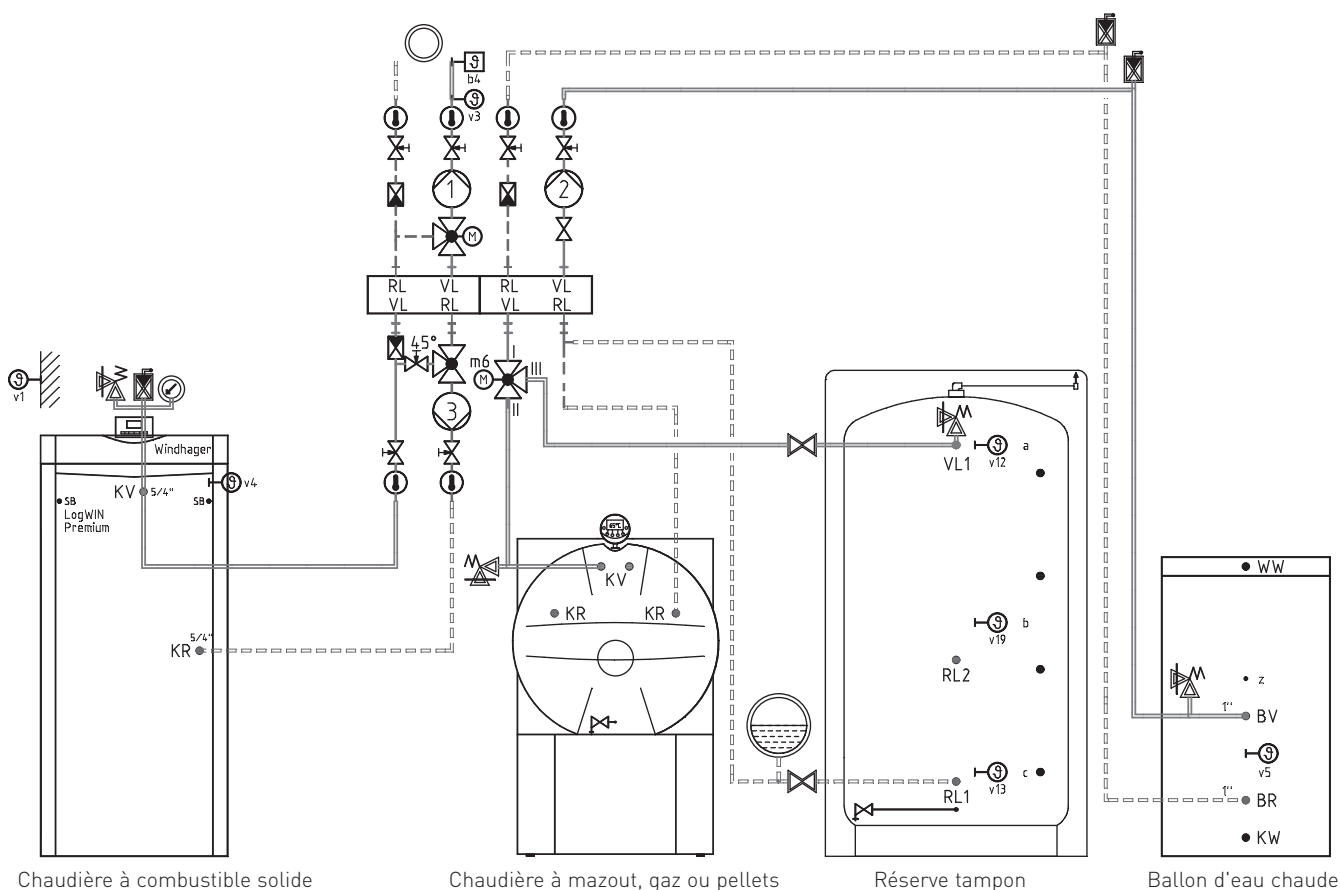 b4
v3
1
2
M
RL VL RL VL
VL RL VL RL
45°
I
III
m6
M
II
v1
3
Windhager
KV 5/4"
v4
SB
SB
LogWIN
Premium
VL1
v12
a
65°C
KV
KR
KR
5/4"
KR
v19
b
RL2
WW
z
1"
BV
v5
1"
BR
KW
v13
c
RL1
Chaudière à combustible solide
Chaudière à mazout, gaz ou pellets
Réserve tampon
Ballon d'eau chaude